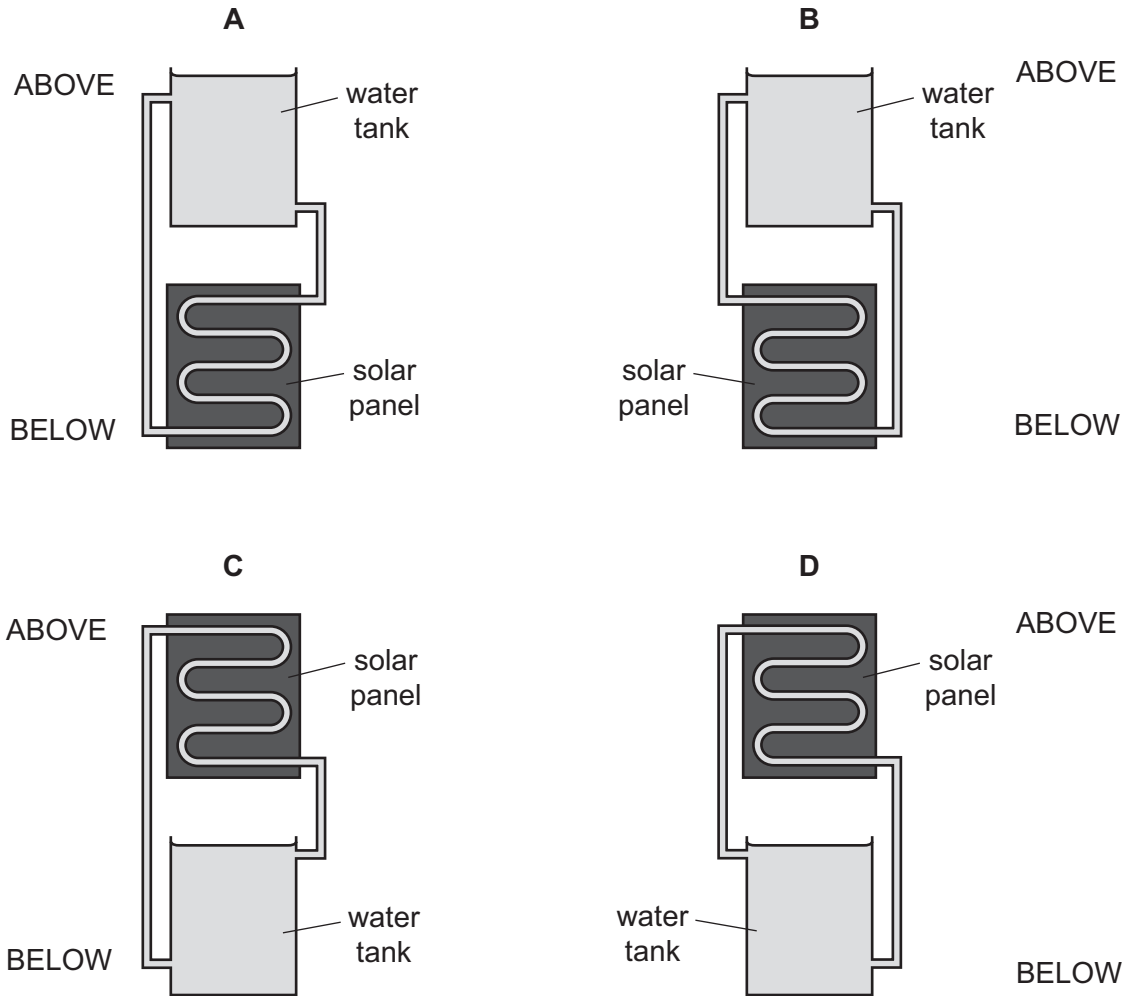 A
ABOVE
water
tank
solar
panel
BELOW
B
ABOVE
water
tank
solar
panel
BELOW
C
ABOVE
solar
panel
water
tank
BELOW
D
ABOVE
solar
panel
water
tank
BELOW